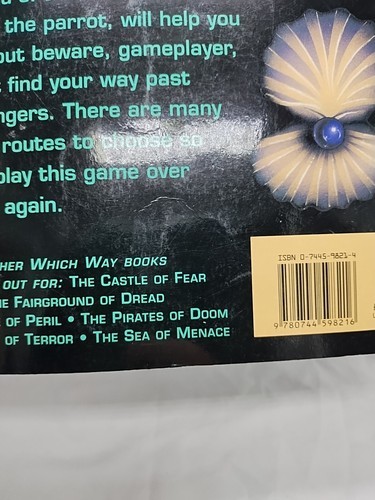 the parrot, will help you
out beware, gameplayer,
find your way past
ngers. There are many
routes to choose so
play this game over
again.
HER WHICH WAY BOOKS
OUT FOR: THE CASTLE OF FEAR
HE FAIRGROUND OF DREAD
OF PERIL • THE PIRATES OF DOOM
OF TERROR • THE SEA OF MENACE
ISBN 0-7445-9821-4
9 780744 598216